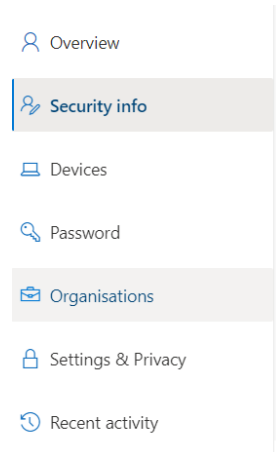 Overview
Security info
Devices
Password
Organisations
Settings & Privacy
Recent activity